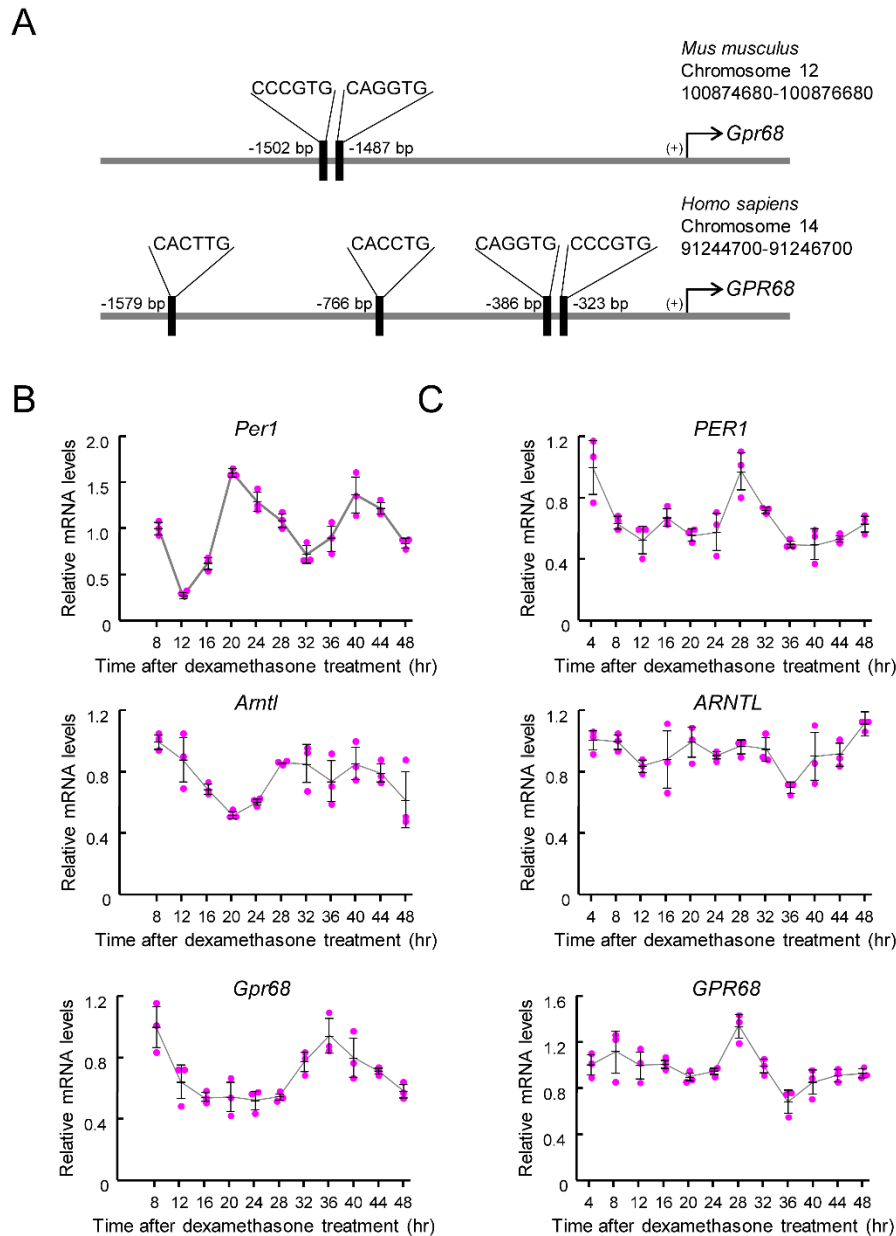 A
Mus musculus
Chromosome 12
100874680-100876680
CCCGTG CAGGTG
-1502 bp -1487 bp (+) Gpr68
Homo sapiens
Chromosome 14
91244700-91246700
CACTTG CACCTG CAGGTG CCCGTG
-1579 bp -766 bp -386 bp -323 bp (+) GPR68
B
Per1
Relative mRNA levels
2.0
1.5
1.0
0.5
0
8 12 16 20 24 28 32 36 40 44 48
Time after dexamethasone treatment (hr)
Arntl
Relative mRNA levels
1.2
0.8
0.4
0
8 12 16 20 24 28 32 36 40 44 48
Time after dexamethasone treatment (hr)
Gpr68
Relative mRNA levels
1.2
0.8
0.4
0
8 12 16 20 24 28 32 36 40 44 48
Time after dexamethasone treatment (hr)
C
PER1
Relative mRNA levels
1.2
0.8
0.4
0
4 8 12 16 20 24 28 32 36 40 44 48
Time after dexamethasone treatment (hr)
ARNTL
Relative mRNA levels
1.2
0.8
0.4
0
4 8 12 16 20 24 28 32 36 40 44 48
Time after dexamethasone treatment (hr)
GPR68
Relative mRNA levels
1.6
1.2
0.8
0.4
0
4 8 12 16 20 24 28 32 36 40 44 48
Time after dexamethasone treatment (hr)